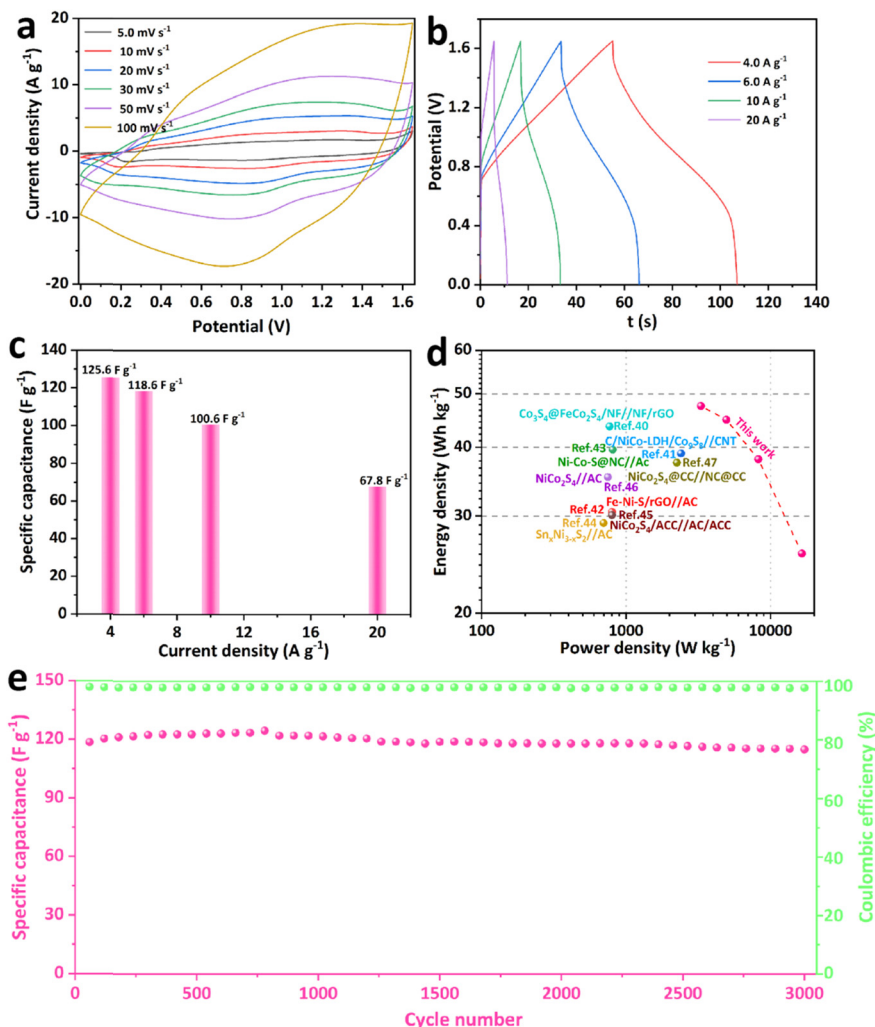 a
Current density (A g⁻¹)
20
10
0
-10
-20
5.0 mV s⁻¹
10 mV s⁻¹
20 mV s⁻¹
30 mV s⁻¹
50 mV s⁻¹
100 mV s⁻¹
0.0 0.2 0.4 0.6 0.8 1.0 1.2 1.4 1.6
Potential (V)
b
Potential (V)
1.6
1.2
0.8
0.4
0.0
4.0 A g⁻¹
6.0 A g⁻¹
10 A g⁻¹
20 A g⁻¹
0 20 40 60 80 100 120 140
t (s)
c
Specific capacitance (F g⁻¹)
140
120
100
80
60
40
20
0
125.6 F g⁻¹
118.6 F g⁻¹
100.6 F g⁻¹
67.8 F g⁻¹
4 8 12 16 20
Current density (A g⁻¹)
d
Energy density (Wh kg⁻¹)
60
50
40
30
20
Co₃S₄@FeCo₂S₄/NF//NF/rGO
Ref.40
This work
C/NiCo-LDH/Co₉S₈//CNT
Ref.43
Ref.41
Ni-Co-S@NC//Ac
Ref.47
NiCo₂S₄//AC
NiCo₂S₄@CC//NC@CC
Ref.46
Fe-Ni-S/rGO//AC
Ref.42
Ref.45
Ref.44
NiCo₂S₄/ACC//AC/ACC
SnₓNi₃₋ₓS₂//AC
100 1000 10000
Power density (W kg⁻¹)
e
Specific capacitance (F g⁻¹)
150
120
90
60
30
0
100
80
60
40
20
0
Coulombic efficiency (%)
0 500 1000 1500 2000 2500 3000
Cycle number